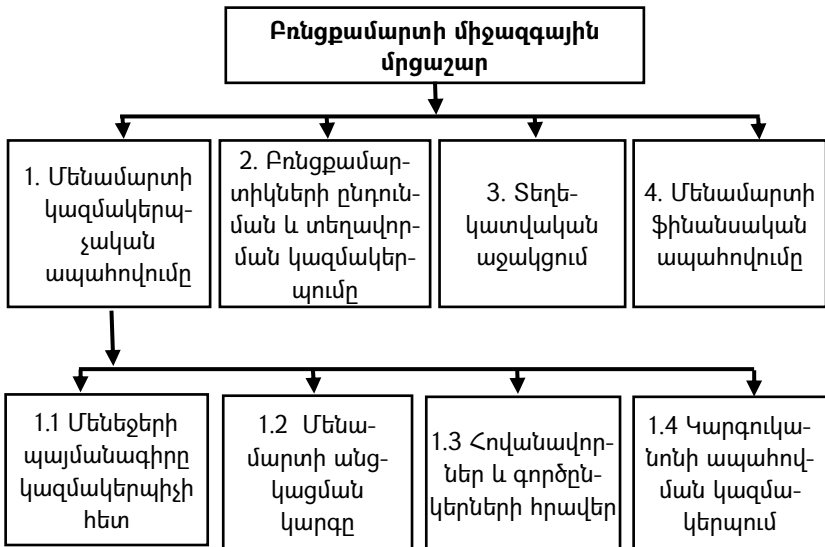 Բռնցքամարտի միջազգային
մրցաշար
1. Մենամարտի
կազմակերպ-
չական
ապահովումը
2. Բռնցքամար-
տիկների ընդուն-
ման և տեղավոր-
ման կազմակեր-
պումը
3. Տեղե-
կատվական
աջակցում
4. Մենամարտի
ֆինանսական
ապահովումը
1.1 Մենեջերի
պայմանագիրը
կազմակերպիչի
հետ
1.2 Մենա-
մարտի անց-
կացման
կարգը
1.3 Հովանավոր-
ներ և գործըն-
կերների հրավեր
1.4 Կարգուկա-
նոնի ապահով-
ման կազմա-
կերպում